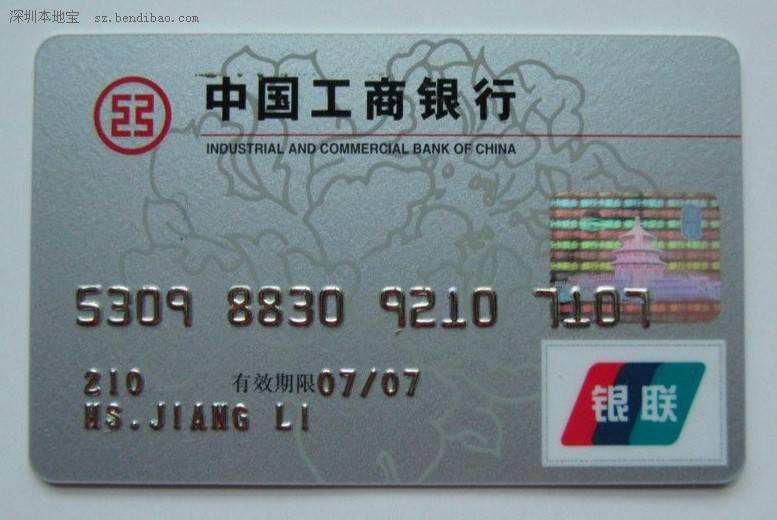 深圳本地宝 sz.bendibao.com
中国工商银行
INDUSTRIAL AND COMMERCIAL BANK OF CHINA
5309 8830 9210 7107
210 有效期限07/07
MS.JIANG LI
银联